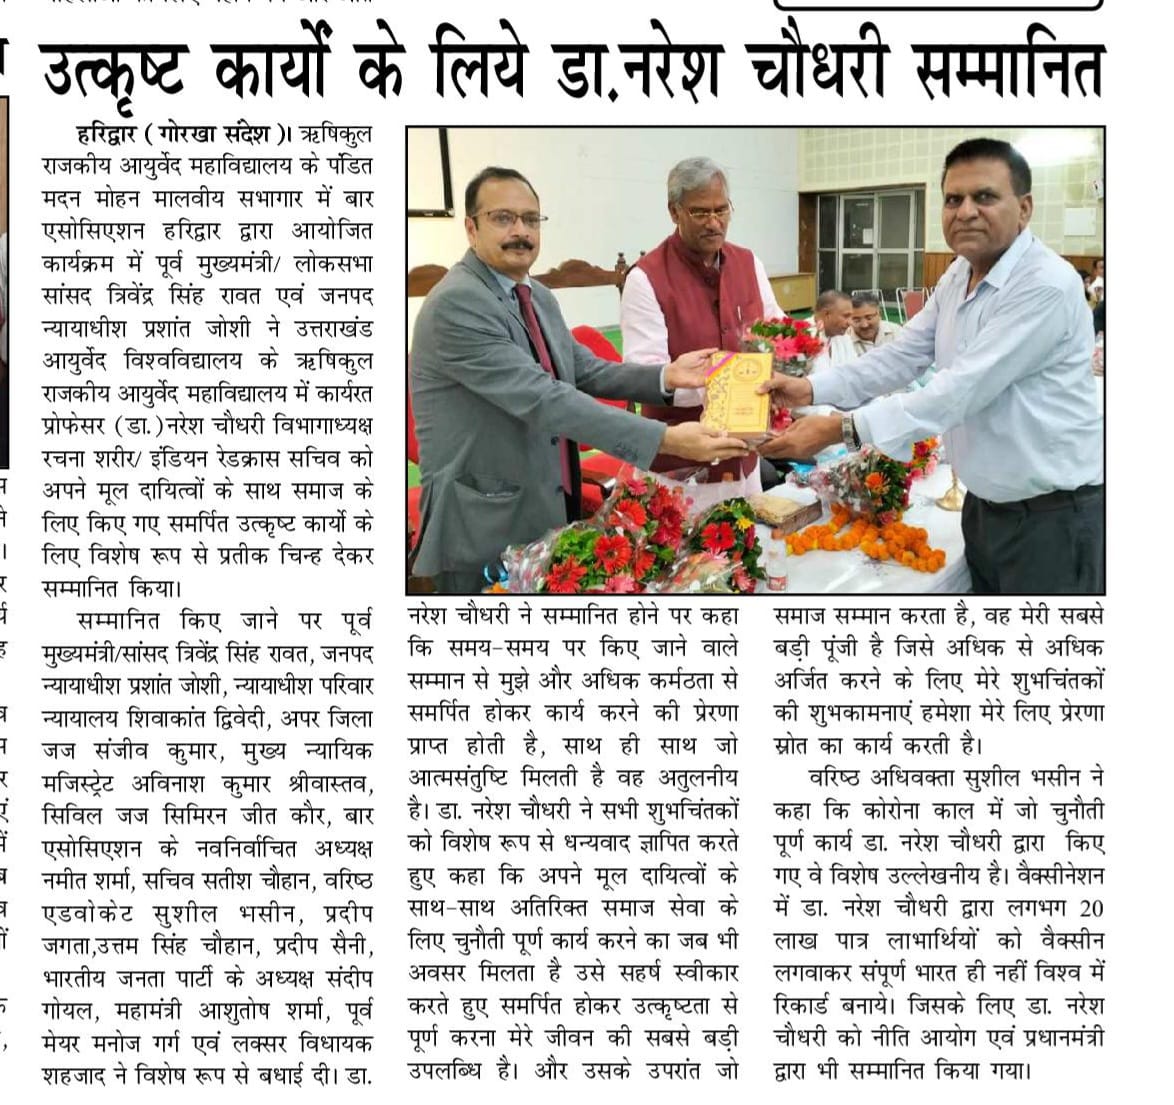 उत्कृष्ट कार्यों के लिये डा.नरेश चौधरी सम्मानित
हरिद्वार ( गोरखा संदेश )। ऋषिकुल
राजकीय आयुर्वेद महाविद्यालय के पंडित
मदन मोहन मालवीय सभागार में बार
एसोसिएशन हरिद्वार द्वारा आयोजित
कार्यक्रम में पूर्व मुख्यमंत्री/ लोकसभा
सांसद त्रिवेंद्र सिंह रावत एवं जनपद
न्यायाधीश प्रशांत जोशी ने उत्तराखंड
आयुर्वेद विश्वविद्यालय के ऋषिकुल
राजकीय आयुर्वेद महाविद्यालय में कार्यरत
प्रोफेसर (डा.)नरेश चौधरी विभागाध्यक्ष
रचना शरीर/ इंडियन रेडक्रास सचिव को
अपने मूल दायित्वों के साथ समाज के
लिए किए गए समर्पित उत्कृष्ट कार्यो के
लिए विशेष रूप से प्रतीक चिन्ह देकर
सम्मानित किया।
सम्मानित किए जाने पर पूर्व
मुख्यमंत्री/सांसद त्रिवेंद्र सिंह रावत, जनपद
न्यायाधीश प्रशांत जोशी, न्यायाधीश परिवार
न्यायालय शिवाकांत द्विवेदी, अपर जिला
जज संजीव कुमार, मुख्य न्यायिक
मजिस्ट्रेट अविनाश कुमार श्रीवास्तव,
सिविल जज सिमिरन जीत कौर, बार
एसोसिएशन के नवनिर्वाचित अध्यक्ष
नमीत शर्मा, सचिव सतीश चौहान, वरिष्ठ
एडवोकेट सुशील भसीन, प्रदीप
जगता,उत्तम सिंह चौहान, प्रदीप सैनी,
भारतीय जनता पार्टी के अध्यक्ष संदीप
गोयल, महामंत्री आशुतोष शर्मा, पूर्व
मेयर मनोज गर्ग एवं लक्सर विधायक
शहजाद ने विशेष रूप से बधाई दी। डा.
नरेश चौधरी ने सम्मानित होने पर कहा
कि समय-समय पर किए जाने वाले
सम्मान से मुझे और अधिक कर्मठता से
समर्पित होकर कार्य करने की प्रेरणा
प्राप्त होती है, साथ ही साथ जो
आत्मसंतुष्टि मिलती है वह अतुलनीय
है। डा. नरेश चौधरी ने सभी शुभचिंतकों
को विशेष रूप से धन्यवाद ज्ञापित करते
हुए कहा कि अपने मूल दायित्वों के
साथ-साथ अतिरिक्त समाज सेवा के
लिए चुनौती पूर्ण कार्य करने का जब भी
अवसर मिलता है उसे सहर्ष स्वीकार
करते हुए समर्पित होकर उत्कृष्टता से
पूर्ण करना मेरे जीवन की सबसे बड़ी
उपलब्धि है। और उसके उपरांत जो
समाज सम्मान करता है, वह मेरी सबसे
बड़ी पूंजी है जिसे अधिक से अधिक
अर्जित करने के लिए मेरे शुभचिंतकों
की शुभकामनाएं हमेशा मेरे लिए प्रेरणा
स्रोत का कार्य करती है।
वरिष्ठ अधिवक्ता सुशील भसीन ने
कहा कि कोरोना काल में जो चुनौती
पूर्ण कार्य डा. नरेश चौधरी द्वारा किए
गए वे विशेष उल्लेखनीय है। वैक्सीनेशन
में डा. नरेश चौधरी द्वारा लगभग 20
लाख पात्र लाभार्थियों को वैक्सीन
लगवाकर संपूर्ण भारत ही नहीं विश्व में
रिकार्ड बनाये। जिसके लिए डा. नरेश
चौधरी को नीति आयोग एवं प्रधानमंत्री
द्वारा भी सम्मानित किया गया।